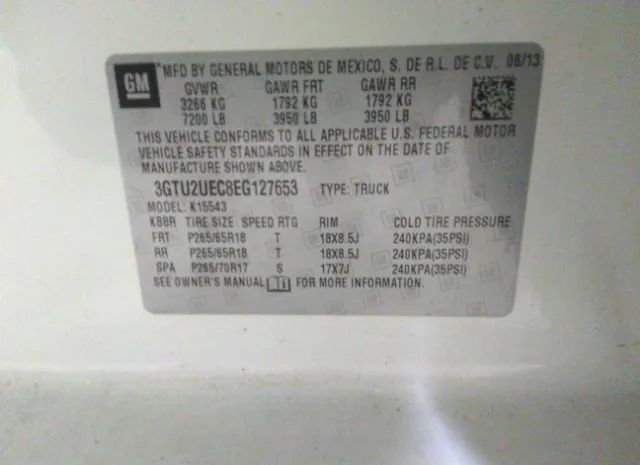 GM MFD BY GENERAL MOTORS DE MEXICO, S. DE R.L. DE C.V. 08/13
GVWR GAWR FRT GAWR RR
3266 KG 1792 KG 1792 KG
7200 LB 3950 LB 3950 LB
THIS VEHICLE CONFORMS TO ALL APPLICABLE U.S. FEDERAL MOTOR
VEHICLE SAFETY STANDARDS IN EFFECT ON THE DATE OF
MANUFACTURE SHOWN ABOVE.
3GTU2UEC8EG127653 TYPE: TRUCK
MODEL: K15543
KBBR TIRE SIZE SPEED RTG RIM COLD TIRE PRESSURE
FRT P265/65R18 T 18X8.5J 240KPA(35PSI)
RR P265/65R18 T 18X8.5J 240KPA(35PSI)
SPA P265/70R17 S 17X7J 240KPA(35PSI)
SEE OWNER'S MANUAL FOR MORE INFORMATION.